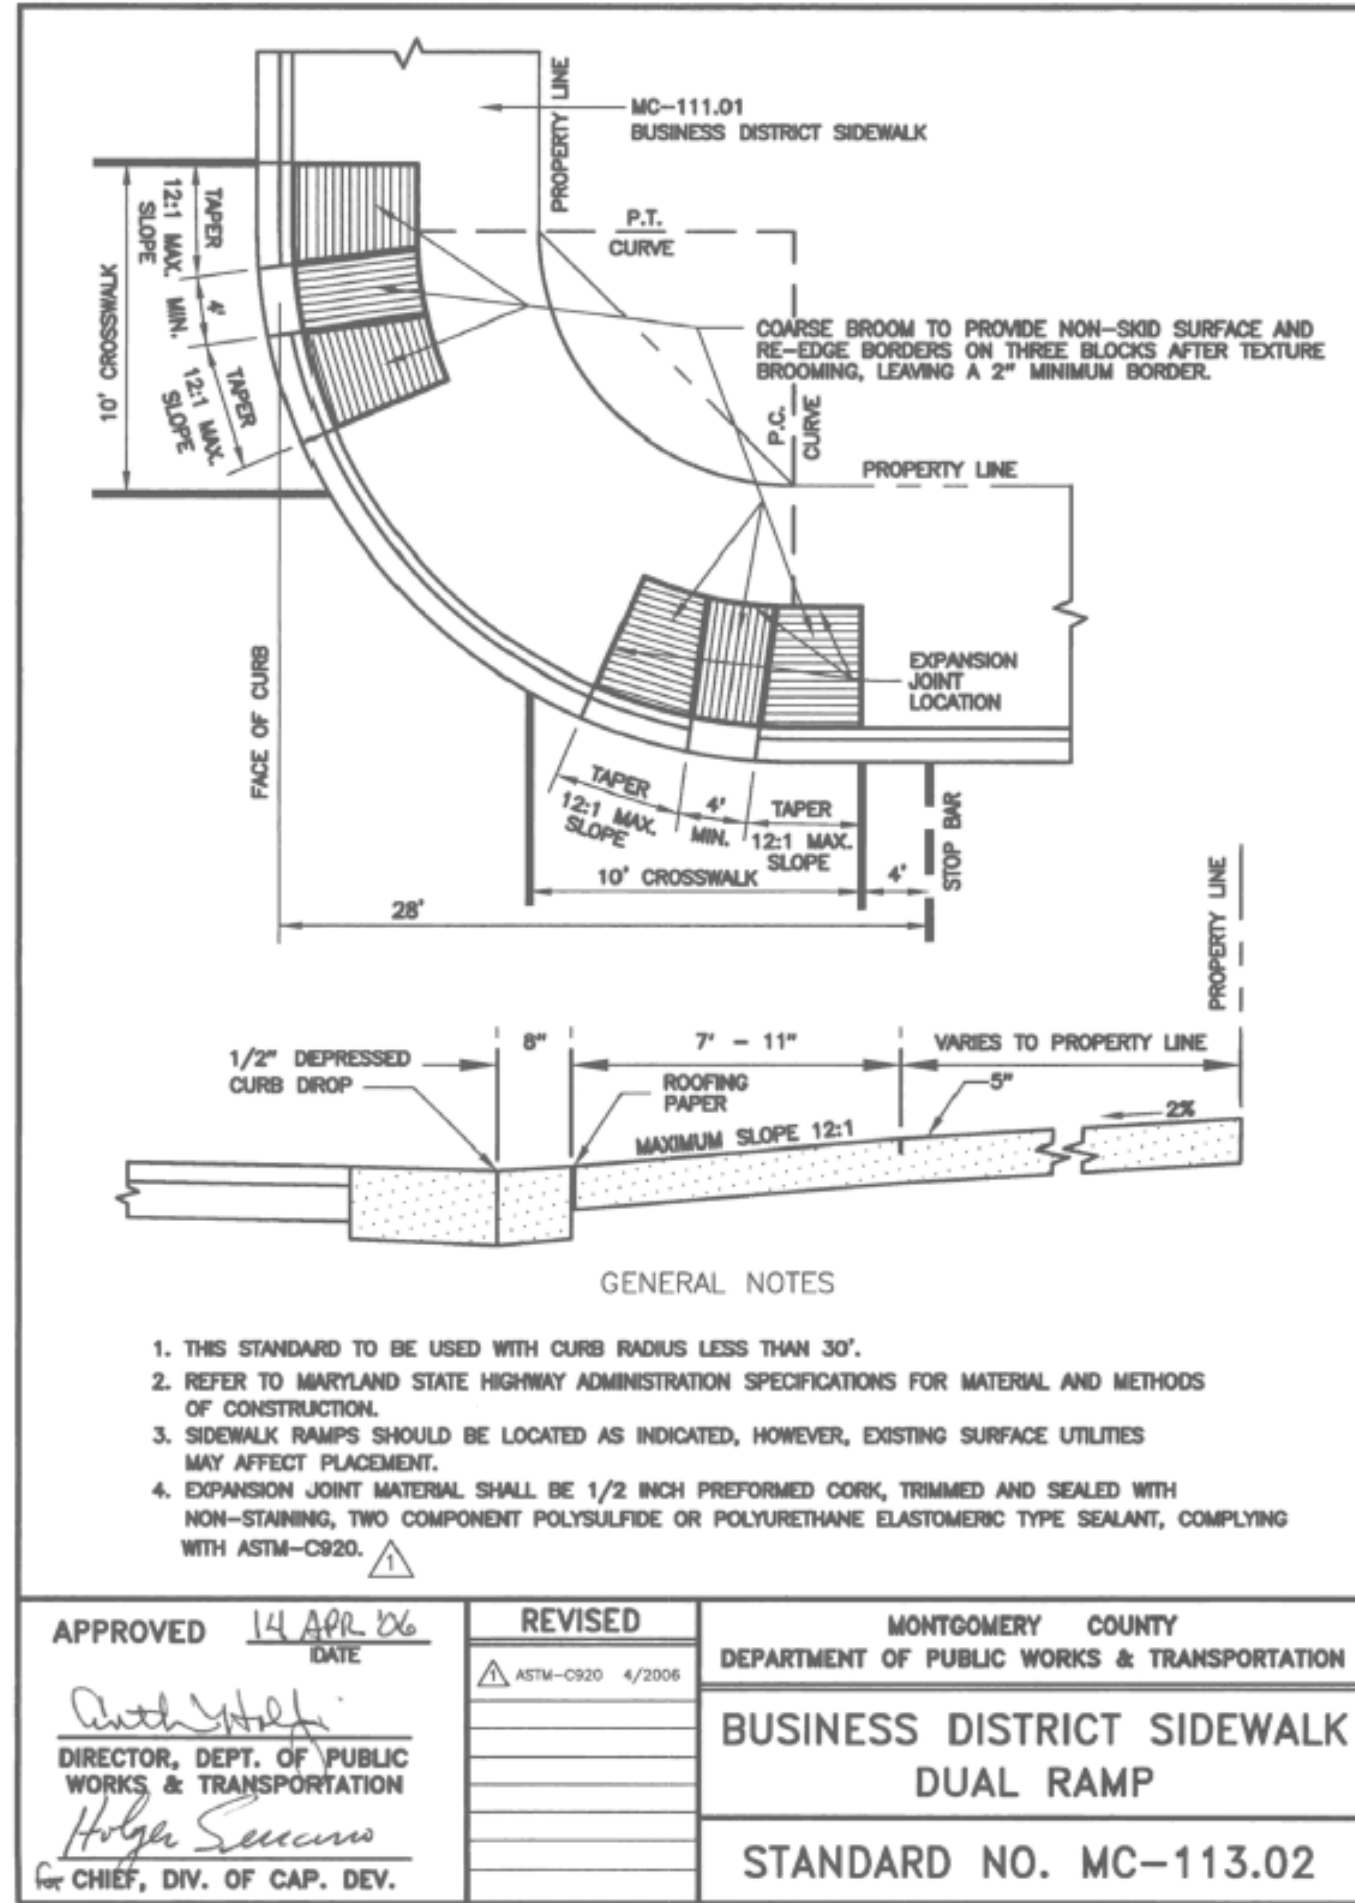 PROPERTY LINE
MC-111.01
BUSINESS DISTRICT SIDEWALK
TAPER
12:1 MAX.
SLOPE
10' CROSSWALK
4'
MIN.
TAPER
12:1 MAX.
SLOPE
P.T.
CURVE
COARSE BROOM TO PROVIDE NON-SKID SURFACE AND
RE-EDGE BORDERS ON THREE BLOCKS AFTER TEXTURE
BROOMING, LEAVING A 2" MINIMUM BORDER.
P.C.
CURVE
PROPERTY LINE
FACE OF CURB
EXPANSION
JOINT
LOCATION
TAPER
12:1 MAX.
SLOPE
4'
MIN.
TAPER
12:1 MAX.
SLOPE
10' CROSSWALK
4'
STOP BAR
28'
PROPERTY LINE
1/2" DEPRESSED
CURB DROP
8"
7' - 11"
VARIES TO PROPERTY LINE
ROOFING
PAPER
5"
MAXIMUM SLOPE 12:1
2%
GENERAL NOTES
1. THIS STANDARD TO BE USED WITH CURB RADIUS LESS THAN 30'.
2. REFER TO MARYLAND STATE HIGHWAY ADMINISTRATION SPECIFICATIONS FOR MATERIAL AND METHODS
OF CONSTRUCTION.
3. SIDEWALK RAMPS SHOULD BE LOCATED AS INDICATED, HOWEVER, EXISTING SURFACE UTILITIES
MAY AFFECT PLACEMENT.
4. EXPANSION JOINT MATERIAL SHALL BE 1/2 INCH PREFORMED CORK, TRIMMED AND SEALED WITH
NON-STAINING, TWO COMPONENT POLYSULFIDE OR POLYURETHANE ELASTOMERIC TYPE SEALANT, COMPLYING
WITH ASTM-C920. 1
APPROVED 14 APR '06
DATE
DIRECTOR, DEPT. OF PUBLIC
WORKS & TRANSPORTATION
for CHIEF, DIV. OF CAP. DEV.
REVISED
1 ASTM-C920 4/2006
MONTGOMERY COUNTY
DEPARTMENT OF PUBLIC WORKS & TRANSPORTATION
BUSINESS DISTRICT SIDEWALK
DUAL RAMP
STANDARD NO. MC-113.02